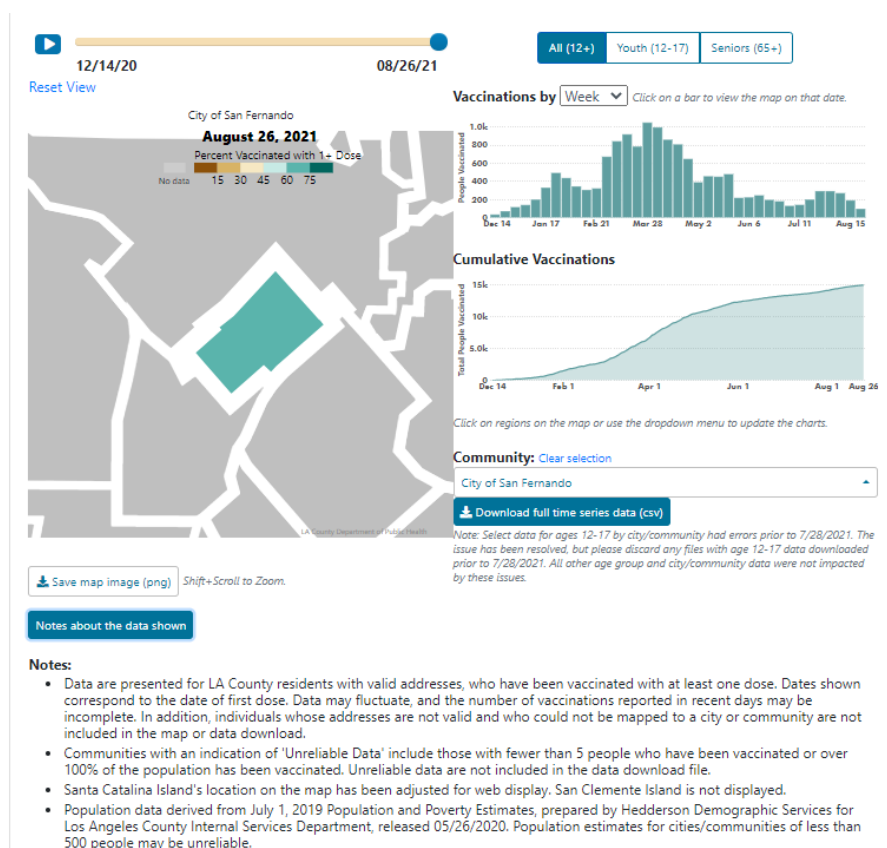 12/14/20
08/26/21
Reset View
City of San Fernando
August 26, 2021
Percent Vaccinated with 1+ Dose
No data 15 30 45 60 75
LA County Department of Public Health
Save map image (png)
Shift+Scroll to Zoom.
Notes about the data shown
All (12+)
Youth (12-17)
Seniors (65+)
Vaccinations by Week Click on a bar to view the map on that date.
People Vaccinated
1.0k
800
600
400
200
0
Dec 14 Jan 17 Feb 21 Mar 28 May 2 Jun 6 Jul 11 Aug 15
Cumulative Vaccinations
Total People Vaccinated
15k
10k
5.0k
0
Dec 14 Feb 1 Apr 1 Jun 1 Aug 1 Aug 26
Click on regions on the map or use the dropdown menu to update the charts.
Community: Clear selection
City of San Fernando
Download full time series data (csv)
Note: Select data for ages 12-17 by city/community had errors prior to 7/28/2021. The
issue has been resolved, but please discard any files with age 12-17 data downloaded
prior to 7/28/2021. All other age group and city/community data were not impacted
by these issues.
Notes:
• Data are presented for LA County residents with valid addresses, who have been vaccinated with at least one dose. Dates shown
correspond to the date of first dose. Data may fluctuate, and the number of vaccinations reported in recent days may be
incomplete. In addition, individuals whose addresses are not valid and who could not be mapped to a city or community are not
included in the map or data download.
• Communities with an indication of 'Unreliable Data' include those with fewer than 5 people who have been vaccinated or over
100% of the population has been vaccinated. Unreliable data are not included in the data download file.
• Santa Catalina Island's location on the map has been adjusted for web display. San Clemente Island is not displayed.
• Population data derived from July 1, 2019 Population and Poverty Estimates, prepared by Hedderson Demographic Services for
Los Angeles County Internal Services Department, released 05/26/2020. Population estimates for cities/communities of less than
500 people may be unreliable.